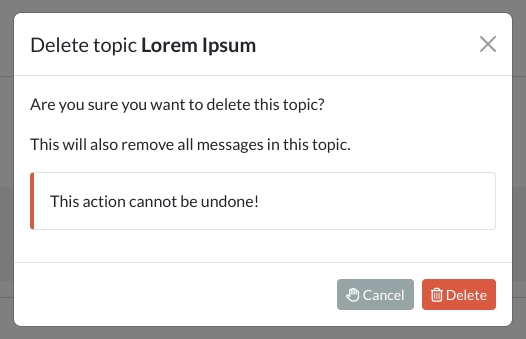 Delete topic Lorem Ipsum
Are you sure you want to delete this topic?
This will also remove all messages in this topic.
This action cannot be undone!
Cancel
Delete